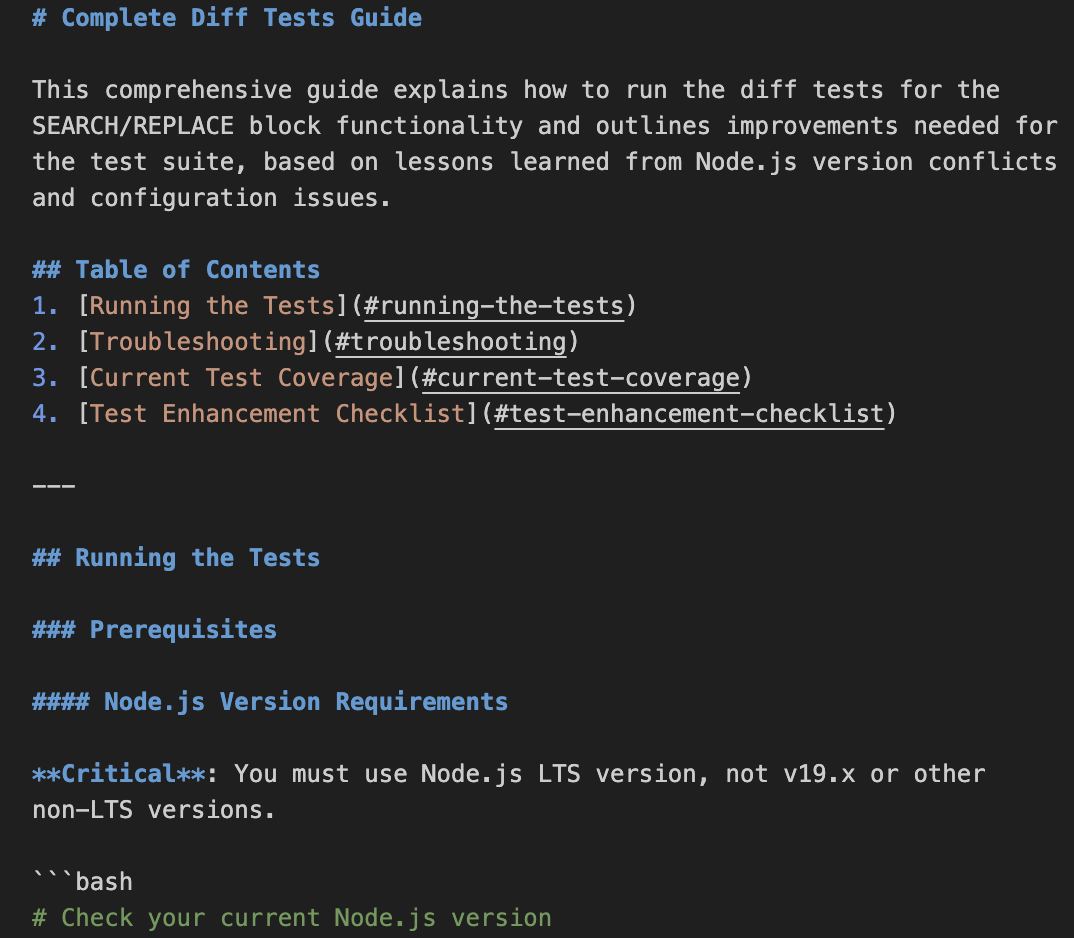 # Complete Diff Tests Guide
This comprehensive guide explains how to run the diff tests for the
SEARCH/REPLACE block functionality and outlines improvements needed for
the test suite, based on lessons learned from Node.js version conflicts
and configuration issues.
## Table of Contents
1. [Running the Tests](#running-the-tests)
2. [Troubleshooting](#troubleshooting)
3. [Current Test Coverage](#current-test-coverage)
4. [Test Enhancement Checklist](#test-enhancement-checklist)
---
## Running the Tests
### Prerequisites
#### Node.js Version Requirements
**Critical**: You must use Node.js LTS version, not v19.x or other
non-LTS versions.
```bash
# Check your current Node.js version